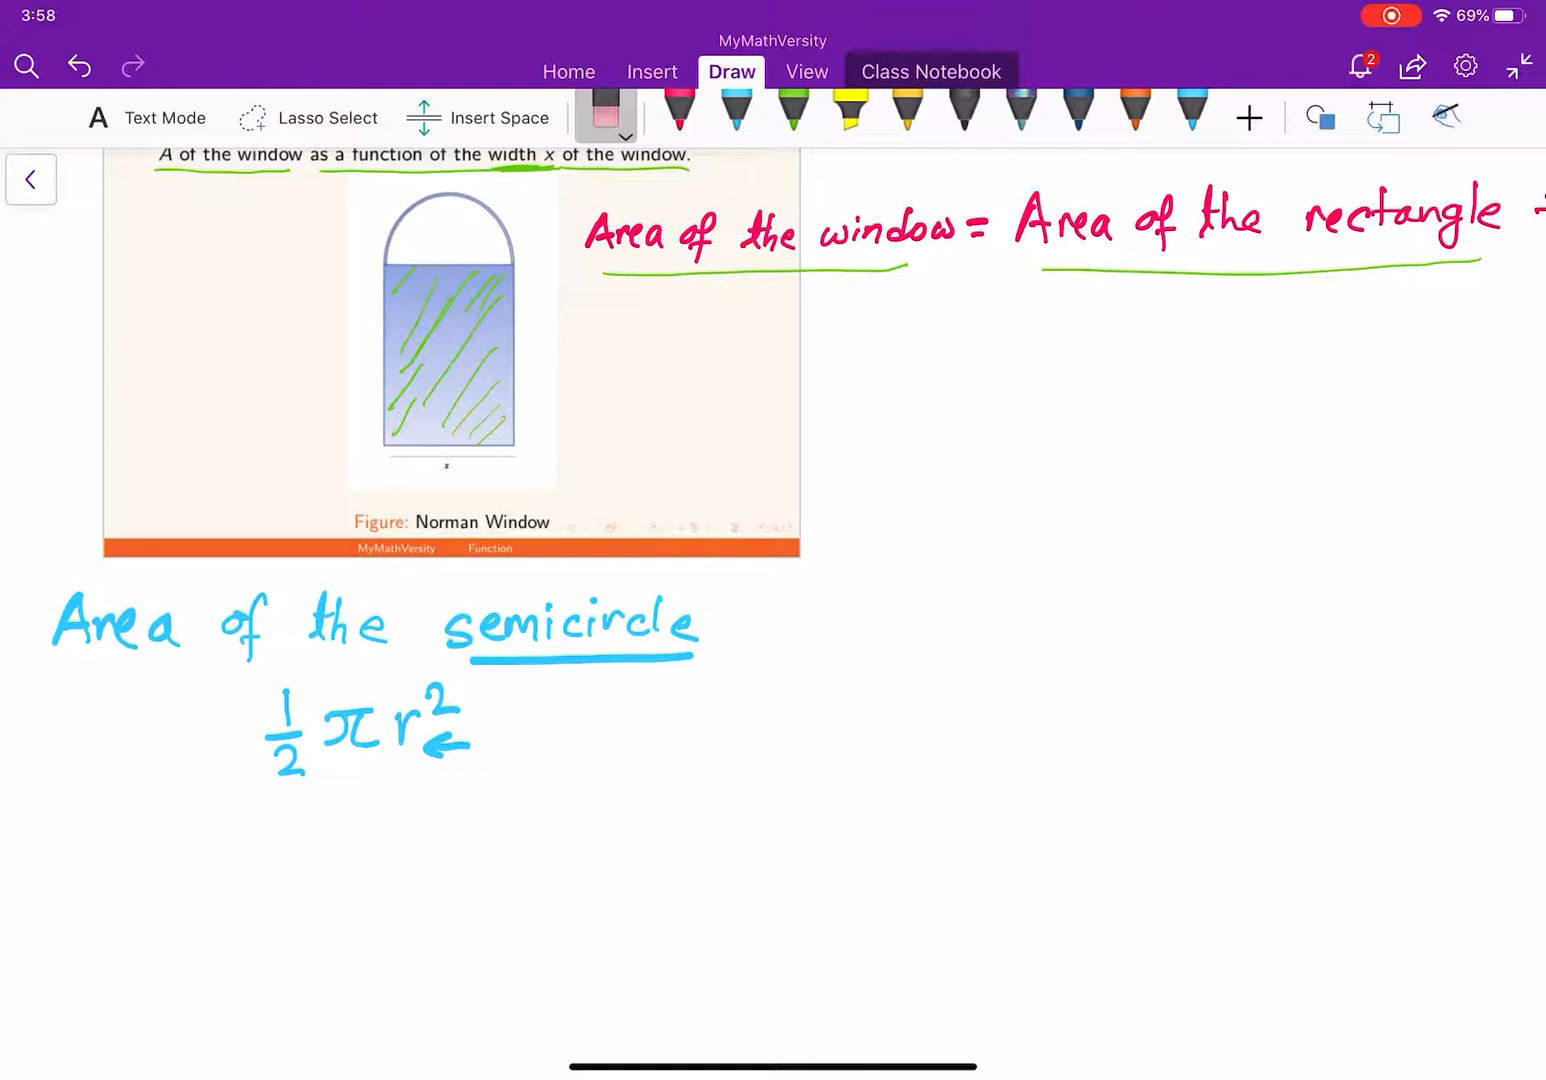 3:58
69%
MyMathVersity
Home Insert Draw View Class Notebook
2
A Text Mode Lasso Select Insert Space
A of the window as a function of the width x of the window.
Area of the window = Area of the rectangle +
x
Figure: Norman Window
MyMathVersity Function
Area of the semicircle
1/2 π r²